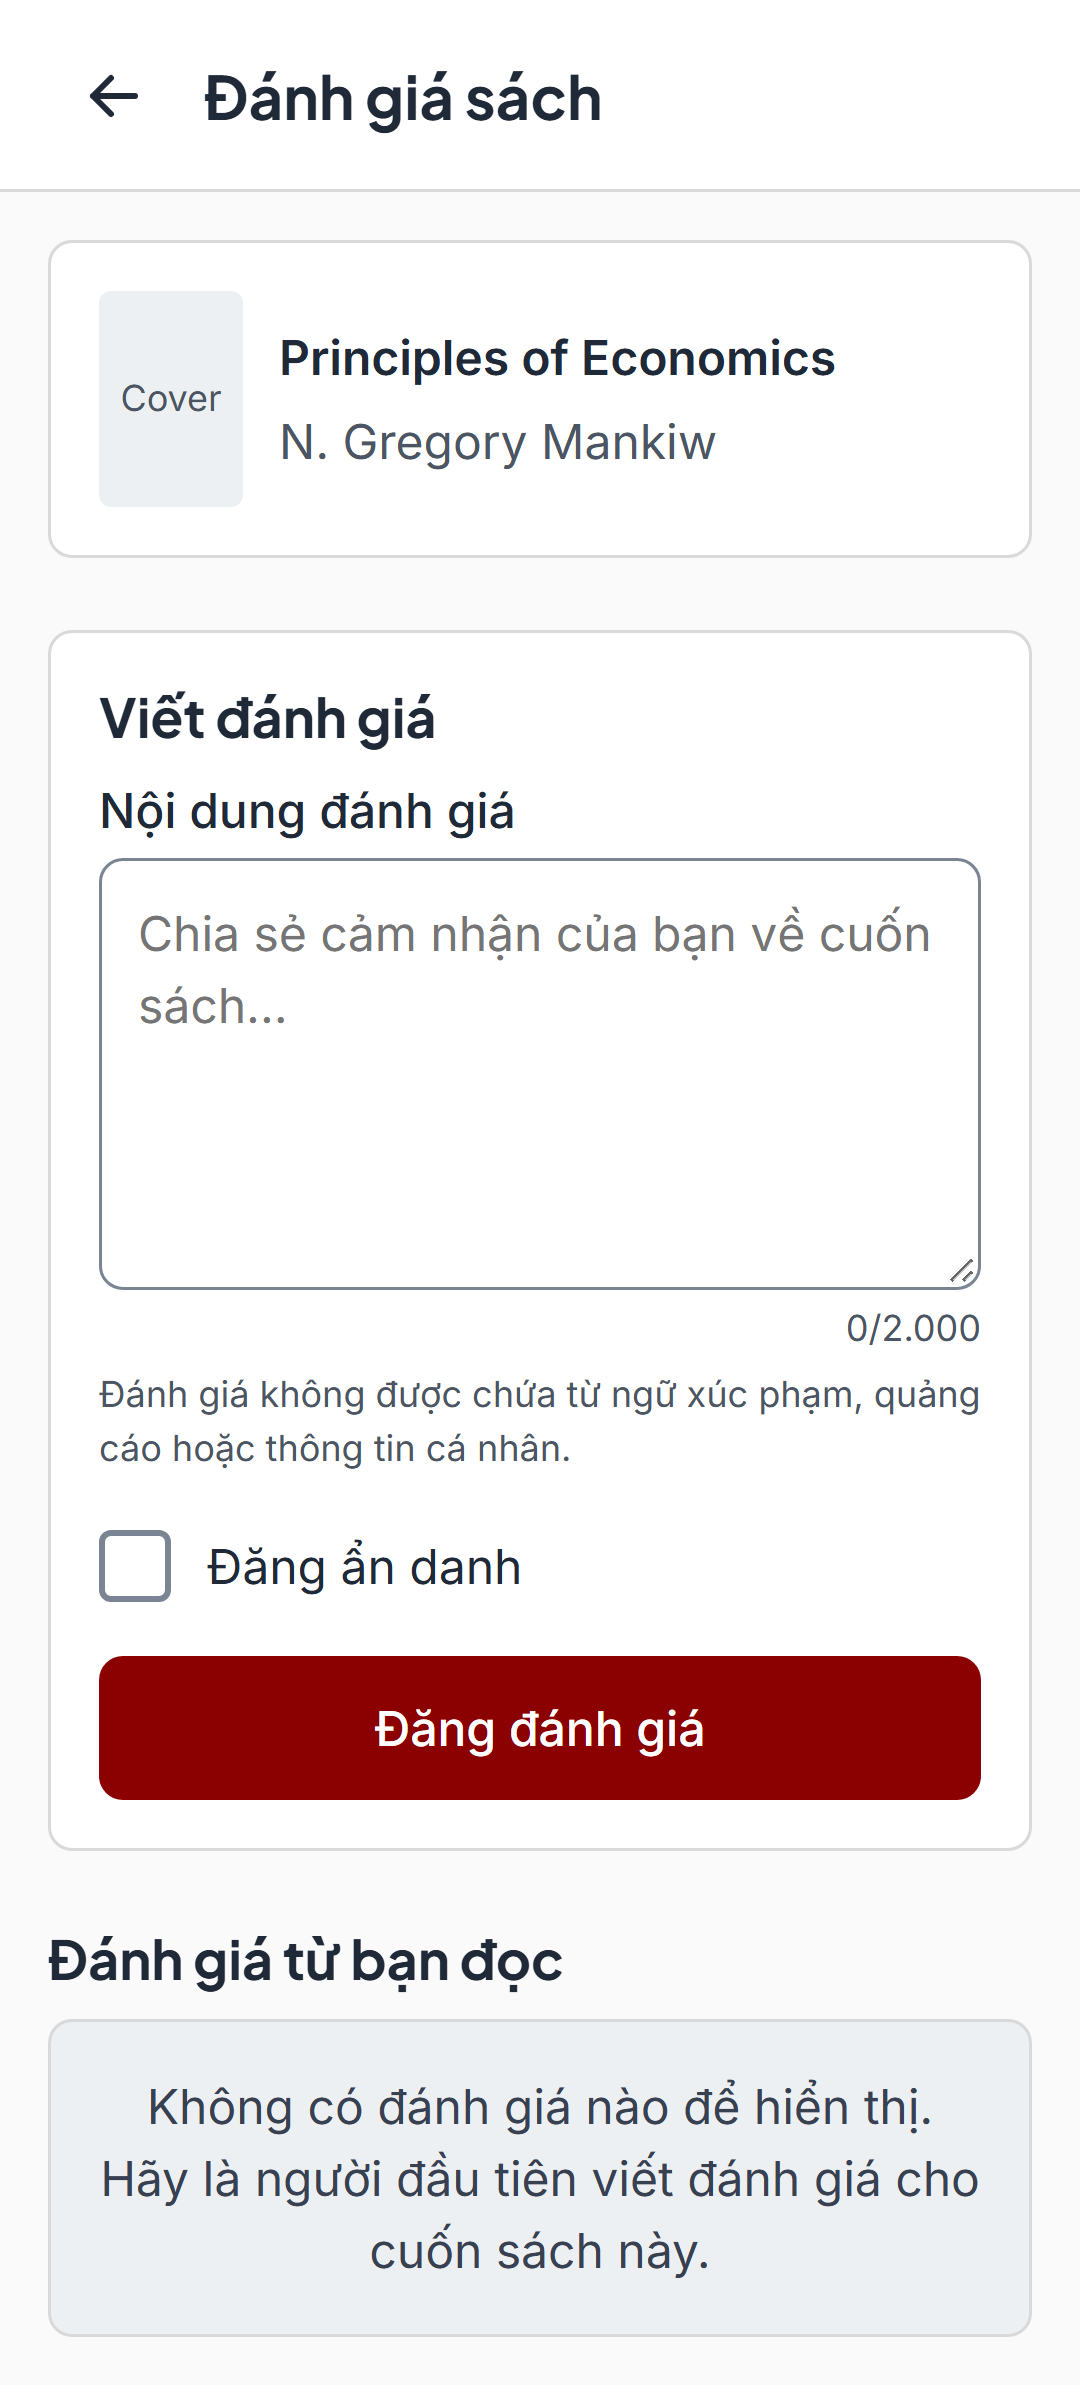 Đánh giá sách
Cover
Principles of Economics
N. Gregory Mankiw
Viết đánh giá
Nội dung đánh giá
Chia sẻ cảm nhận của bạn về cuốn
sách...
0/2.000
Đánh giá không được chứa từ ngữ xúc phạm, quảng
cáo hoặc thông tin cá nhân.
Đăng ẩn danh
Đăng đánh giá
Đánh giá từ bạn đọc
Không có đánh giá nào để hiển thị.
Hãy là người đầu tiên viết đánh giá cho
cuốn sách này.